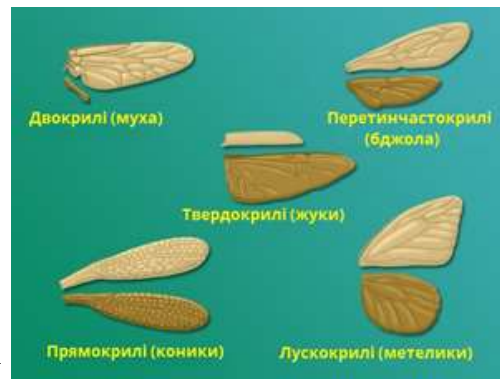 Двокрилі (муха)
Перетинчастокрилі
(бджола)
Твердокрилі (жуки)
Прямокрилі (коники)
Лускокрилі (метелики)